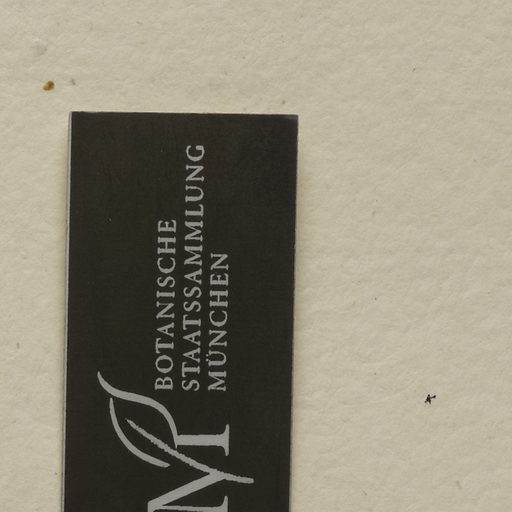 BOTANISCHE
STAATSSAMMLUNG
MÜNCHEN
M